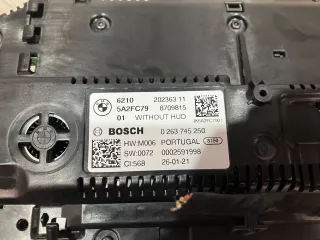 6210 202363 11
5A2FC79 8709815
01 WITHOUT HUD
BOSCH 0 263 745 250
HW:M006 PORTUGAL 5158
SW:0072 0002591998
CI:568 26-01-21